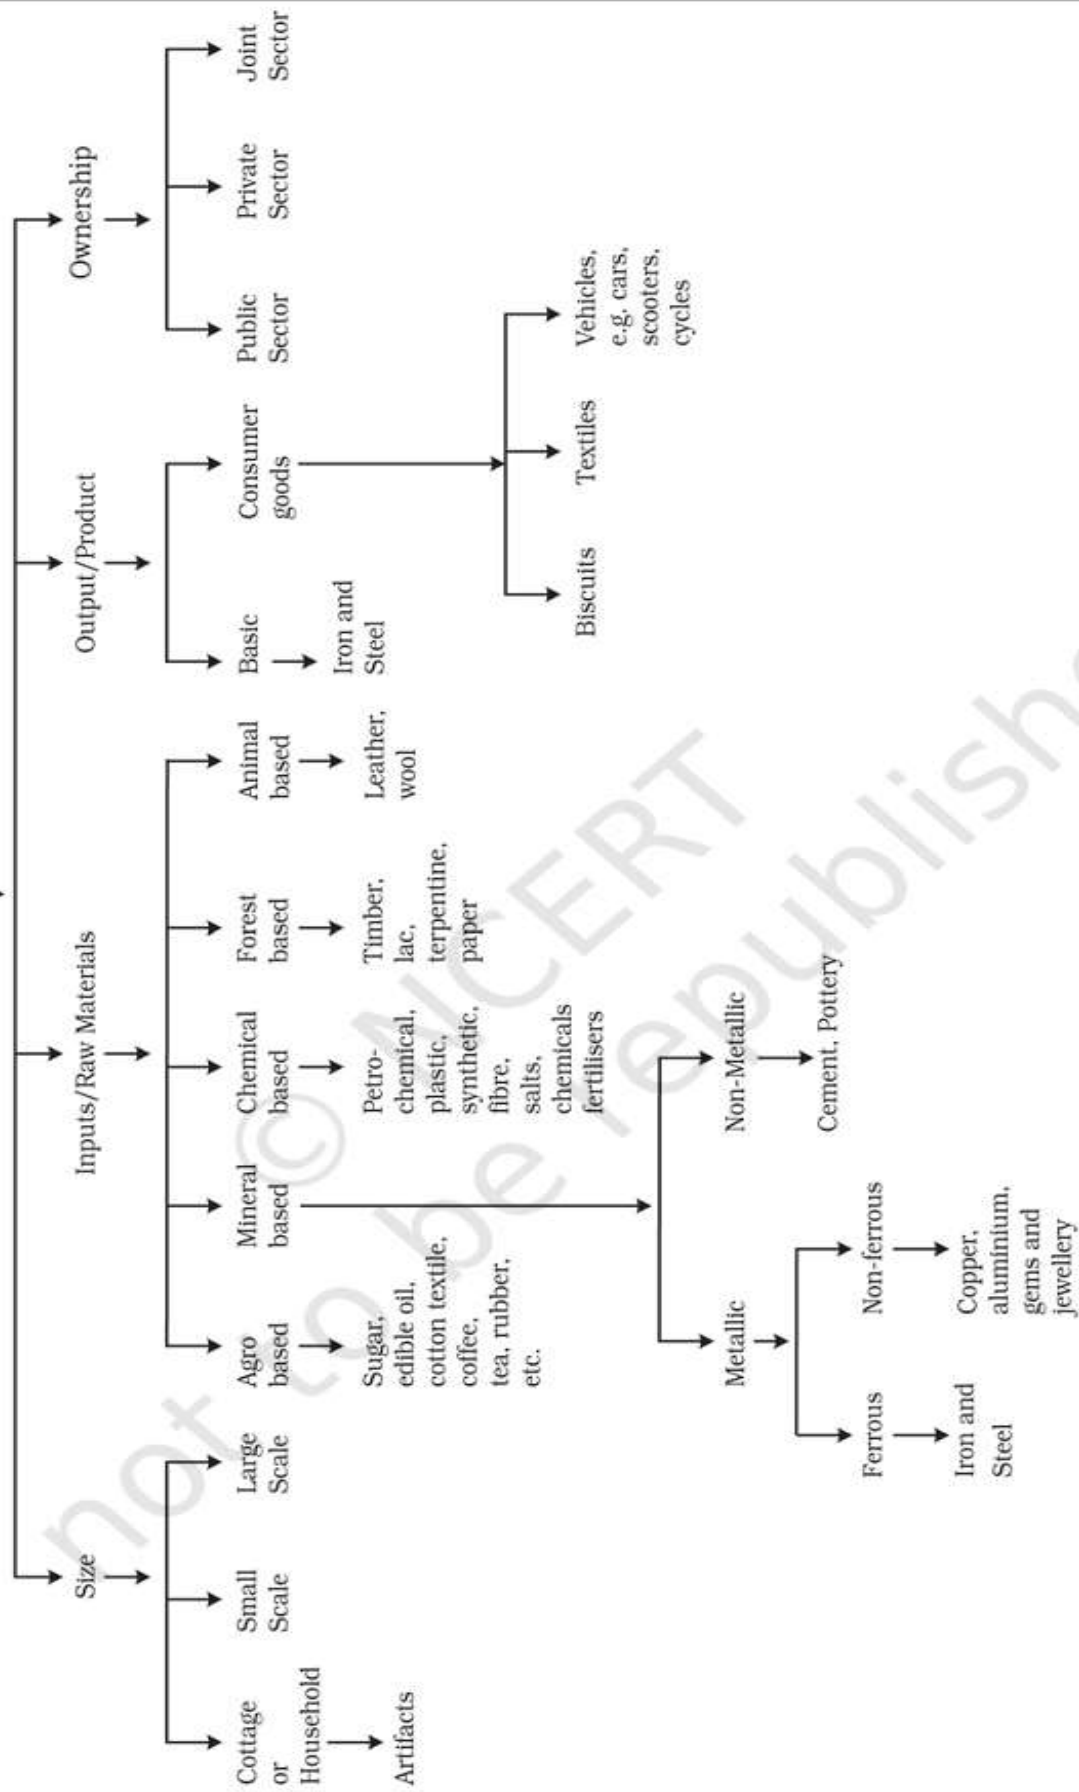 Size
Inputs/Raw Materials
Output/Product
Ownership
Cottage
or
Household
Small
Scale
Large
Scale
Agro
based
Mineral
based
Chemical
based
Forest
based
Animal
based
Basic
Consumer
goods
Public
Sector
Private
Sector
Joint
Sector
Artifacts
Sugar,
edible oil,
cotton textile,
coffee,
tea, rubber,
etc.
Petro-
chemical,
plastic,
synthetic,
fibre,
salts,
chemicals
fertilisers
Timber,
lac,
terpentine,
paper
Leather,
wool
Iron and
Steel
Biscuits
Textiles
Vehicles,
e.g. cars,
scooters,
cycles
Metallic
Non-Metallic
Cement, Pottery
Ferrous
Non-ferrous
Iron and
Steel
Copper,
aluminium,
gems and
jewellery
© NCERT
not to be republishe